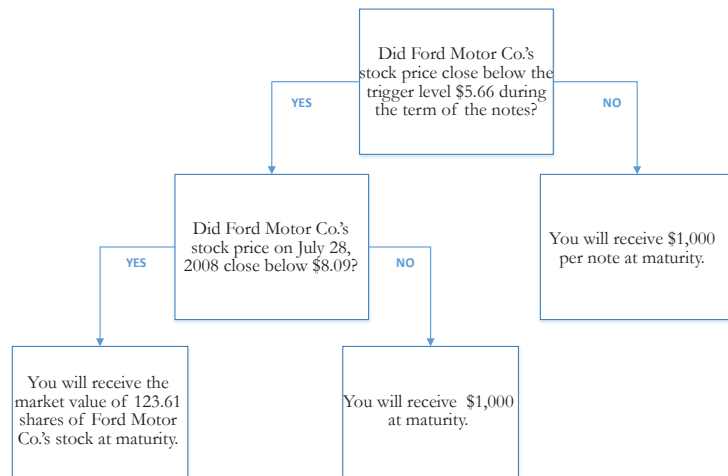 Did Ford Motor Co.'s
stock price close below the
trigger level $5.66 during
the term of the notes?
YES
NO
Did Ford Motor Co.'s
stock price on July 28,
2008 close below $8.09?
You will receive $1,000
per note at maturity.
YES
NO
You will receive the
market value of 123.61
shares of Ford Motor
Co.'s stock at maturity.
You will receive $1,000
at maturity.